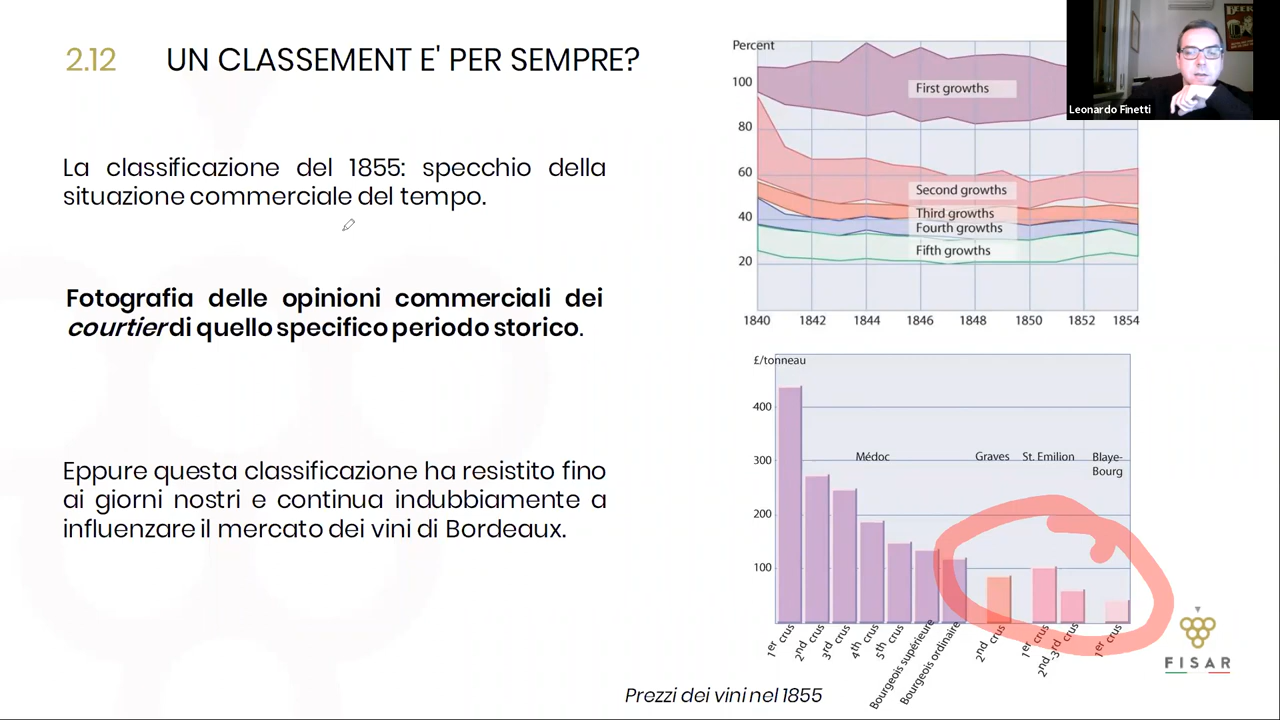 2.12 UN CLASSEMENT E' PER SEMPRE?
La classificazione del 1855: specchio della
situazione commerciale del tempo.
Fotografia delle opinioni commerciali dei
courtier di quello specifico periodo storico.
Eppure questa classificazione ha resistito fino
ai giorni nostri e continua indubbiamente a
influenzare il mercato dei vini di Bordeaux.
Percent
100
80
60
40
20
First growths
Second growths
Third growths
Fourth growths
Fifth growths
1840 1842 1844 1846 1848 1850 1852 1854
£/tonneau
400
300
200
100
Médoc
Graves
St. Emilion
Blaye-
Bourg
1er crus
2nd crus
3rd crus
4th crus
5th crus
Bourgeois supérieure
Bourgeois ordinaire
2nd crus
1er crus
2nd-3rd crus
1er crus
Prezzi dei vini nel 1855
Leonardo Finetti
BEER
FISAR